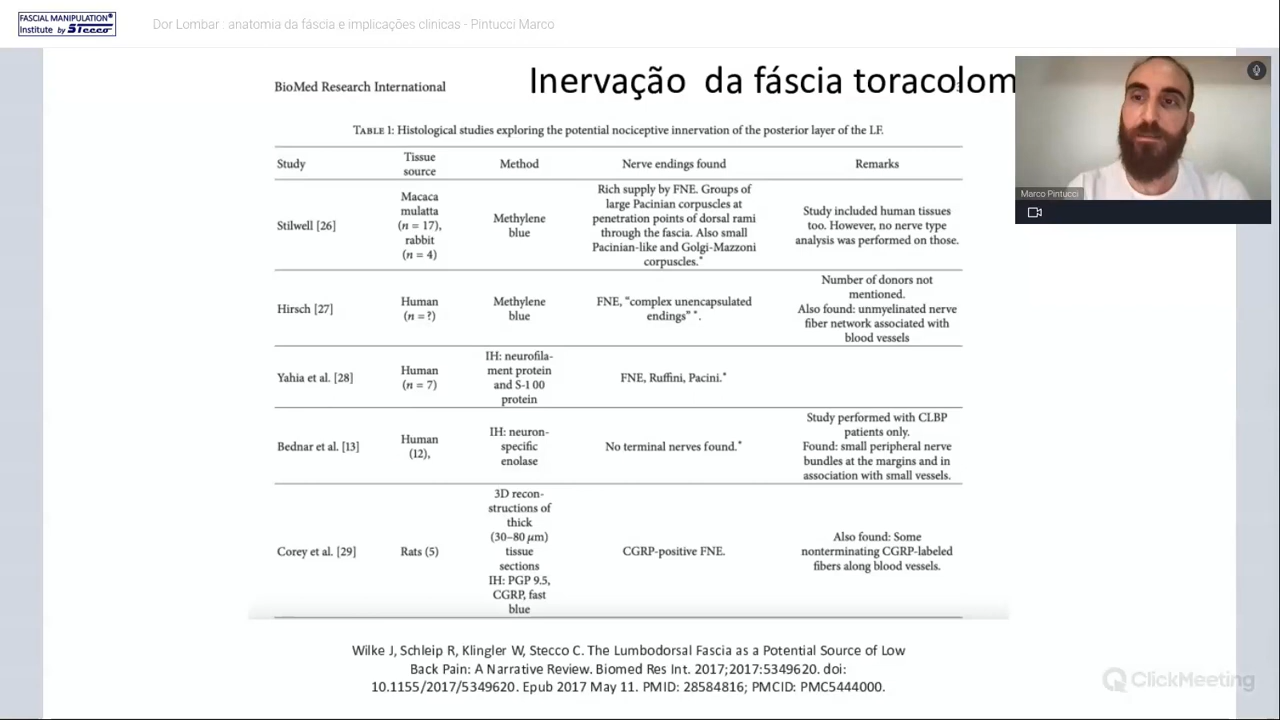 FASCIAL MANIPULATION®
Institute by Stecco
Dor Lombar : anatomia da fáscia e implicações clínicas - Pintucci Marco
BioMed Research International
Inervação da fáscia toracolom
Marco Pintucci
TABLE 1: Histological studies exploring the potential nociceptive innervation of the posterior layer of the LF.
Study
Tissue
source
Method
Nerve endings found
Remarks
Stilwell [26]
Macaca
mulatta
(n = 17),
rabbit
(n = 4)
Methylene
blue
Rich supply by FNE. Groups of
large Pacinian corpuscles at
penetration points of dorsal rami
through the fascia. Also small
Pacinian-like and Golgi-Mazzoni
corpuscles.*
Study included human tissues
too. However, no nerve type
analysis was performed on those.
Hirsch [27]
Human
(n = ?)
Methylene
blue
FNE, “complex unencapsulated
endings” *.
Number of donors not
mentioned.
Also found: unmyelinated nerve
fiber network associated with
blood vessels
Yahia et al. [28]
Human
(n = 7)
IH: neurofila-
ment protein
and S-100
protein
FNE, Ruffini, Pacini.*
Bednar et al. [13]
Human
(12),
IH: neuron-
specific
enolase
No terminal nerves found.*
Study performed with CLBP
patients only.
Found: small peripheral nerve
bundles at the margins and in
association with small vessels.
Corey et al. [29]
Rats (5)
3D recon-
structions of
thick
(30–80 μm)
tissue
sections
IH: PGP 9.5,
CGRP, fast
blue
CGRP-positive FNE.
Also found: Some
nonterminating CGRP-labeled
fibers along blood vessels.
Wilke J, Schleip R, Klingler W, Stecco C. The Lumbodorsal Fascia as a Potential Source of Low
Back Pain: A Narrative Review. Biomed Res Int. 2017;2017:5349620. doi:
10.1155/2017/5349620. Epub 2017 May 11. PMID: 28584816; PMCID: PMC5444000.
ClickMeeting